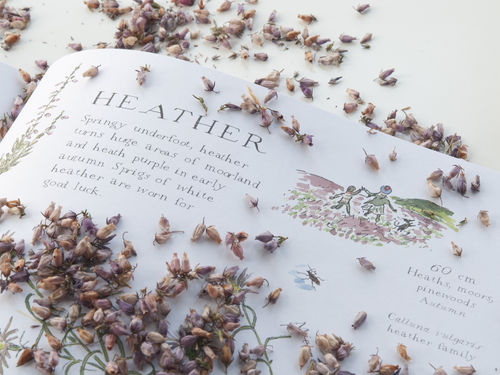 HEATHER
Springy underfoot, heather
turns huge areas of moorland
and heath purple in early
autumn. Sprigs of white
heather are worn for
good luck.
60 cm
Heaths, moors,
pinewoods
Autumn
Calluna vulgaris
heather family